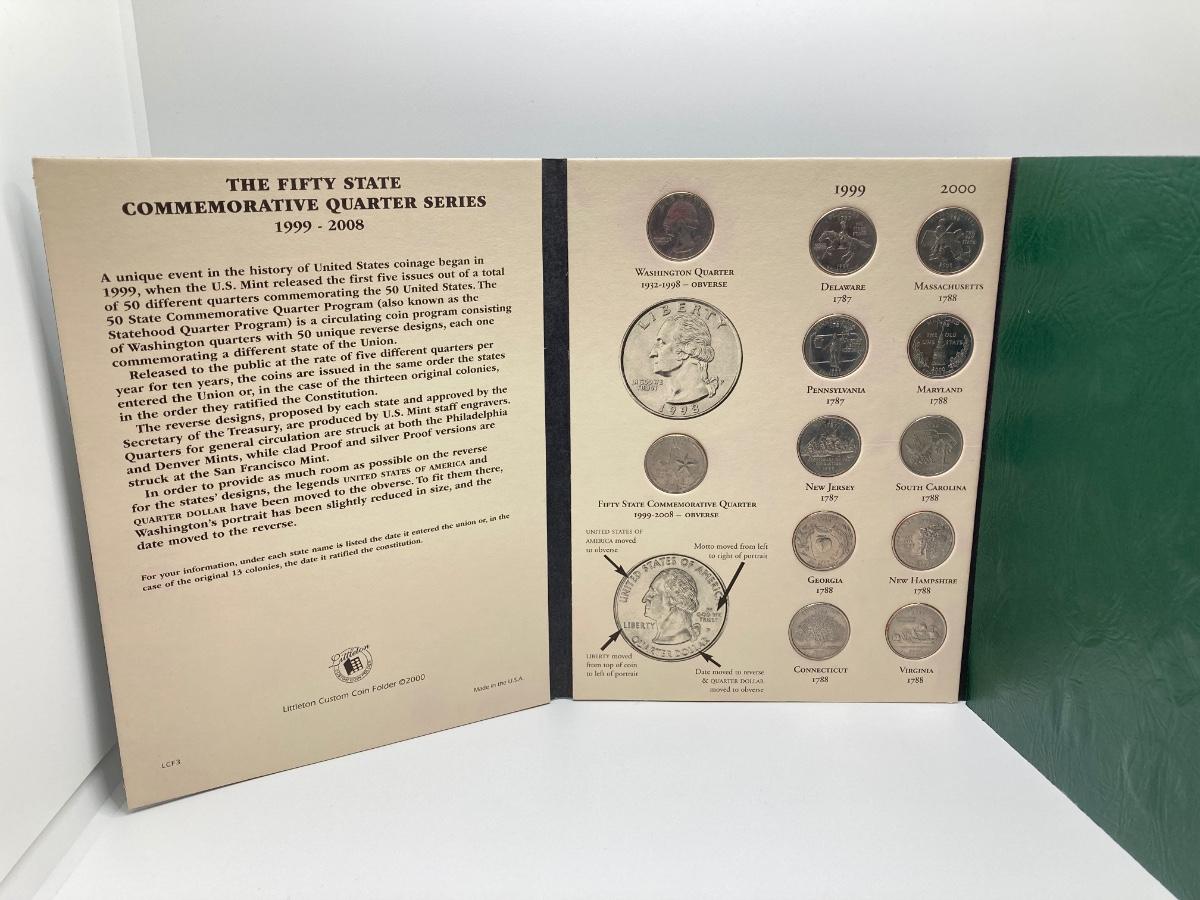 THE FIFTY STATE
COMMEMORATIVE QUARTER SERIES
1999 - 2008
A unique event in the history of United States coinage began in
1999, when the U.S. Mint released the first five issues out of a total
of 50 different quarters commemorating the 50 United States. The
50 State Commemorative Quarter Program (also known as the
Statehood Quarter Program) is a circulating coin program consisting
of Washington quarters with 50 unique reverse designs, each one
commemorating a different state of the Union.
Released to the public at the rate of five different quarters per
year for ten years, the coins are issued in the same order the states
entered the Union or, in the case of the thirteen original colonies,
in the order they ratified the Constitution.
The reverse designs, proposed by each state and approved by the
Secretary of the Treasury, are produced by U.S. Mint staff engravers.
Quarters for general circulation are struck at both the Philadelphia
and Denver Mints, while clad Proof and silver Proof versions are
struck at the San Francisco Mint.
In order to provide as much room as possible on the reverse
for the states' designs, the legends UNITED STATES OF AMERICA and
QUARTER DOLLAR have been moved to the obverse. To fit them there,
Washington's portrait has been slightly reduced in size, and the
date moved to the reverse.
For your information, under each state name is listed the date it entered the union or, in the
case of the original 13 colonies, the date it ratified the constitution.
Littleton
Littleton Custom Coin Folder ©2000
Made in the U.S.A.
LCF3
WASHINGTON QUARTER
1932-1998 – OBVERSE
LIBERTY
IN GOD WE
TRUST
P
1998
FIFTY STATE COMMEMORATIVE QUARTER
1999-2008 – OBVERSE
UNITED STATES OF
AMERICA moved
to obverse
Motto moved from left
to right of portrait
UNITED STATES OF AMERICA
LIBERTY
IN
GOD WE
TRUST
P
QUARTER DOLLAR
LIBERTY moved
from top of coin
to left of portrait
Date moved to reverse
& QUARTER DOLLAR
moved to obverse
1999
2000
DELAWARE
1787
MASSACHUSETTS
1788
PENNSYLVANIA
1787
THE OLD
LINE STATE
MARYLAND
1788
NEW JERSEY
1787
SOUTH CAROLINA
1788
GEORGIA
1788
NEW HAMPSHIRE
1788
CONNECTICUT
1788
VIRGINIA
1788